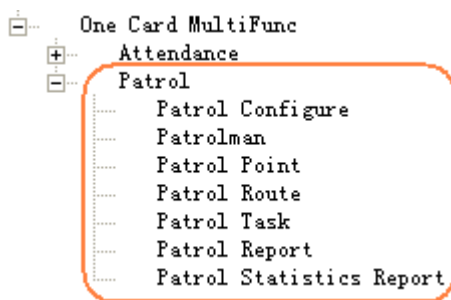 One Card MultiFunc
Attendance
Patrol
Patrol Configure
Patrolman
Patrol Point
Patrol Route
Patrol Task
Patrol Report
Patrol Statistics Report